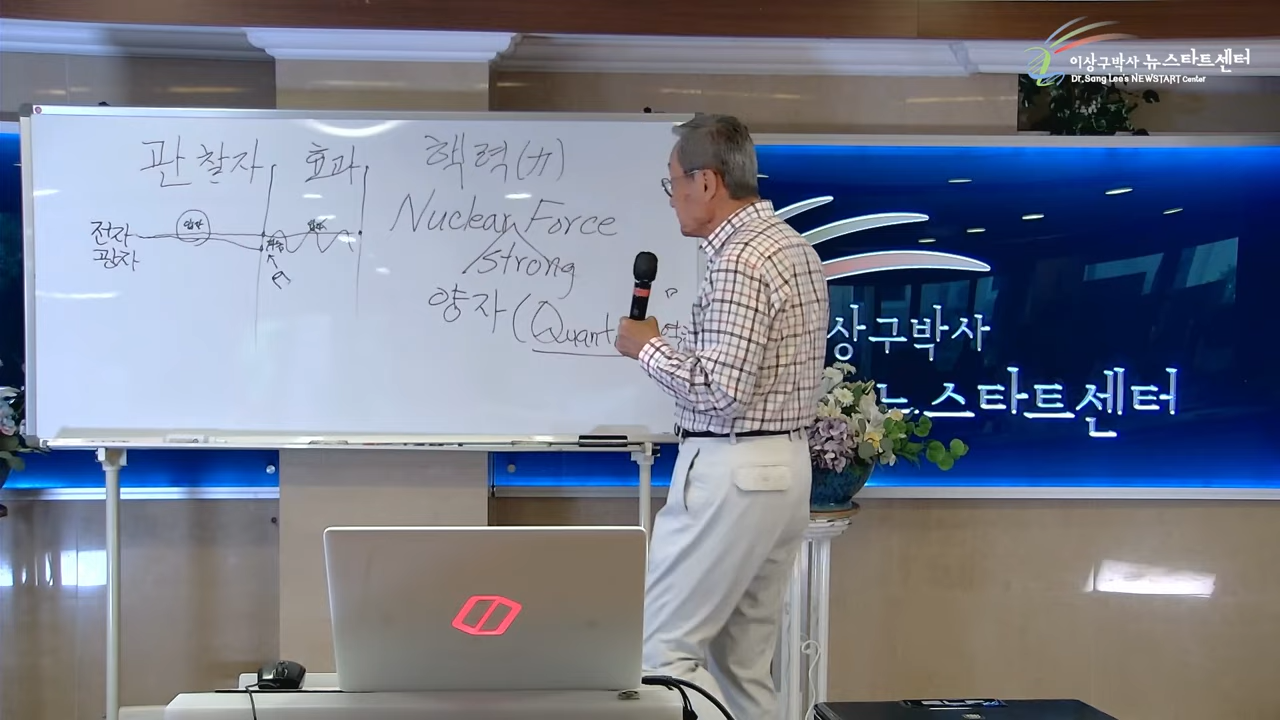 이상구박사 뉴스타트센터
Dr. Sang Lee's NEWSTART Center
관찰자 효과
핵력(力)
Nuclear Force
strong
전자
광자
양자(Quant
상구박사
뉴스타트센터